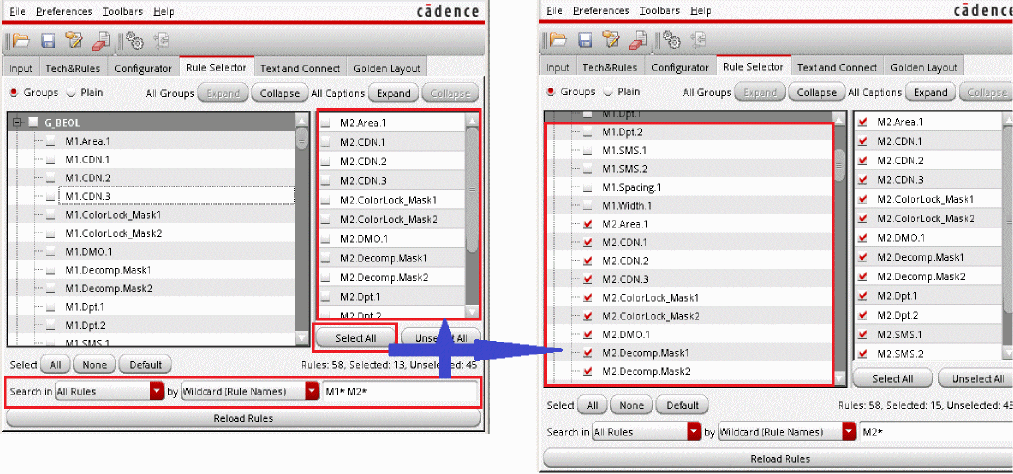 File Preferences Toolbars Help
cādence
Input Tech&Rules Configurator Rule Selector Text and Connect Golden Layout
Groups Plain All Groups Expand Collapse All Captions Expand Collapse
G_BEOL
M1.Area.1
M1.CDN.1
M1.CDN.2
M1.CDN.3
M1.ColorLock_Mask1
M1.ColorLock_Mask2
M1.DMO.1
M1.Decomp.Mask1
M1.Decomp.Mask2
M1.Dpt.1
M1.Dpt.2
M1.SMS.1
M2.Area.1
M2.CDN.1
M2.CDN.2
M2.CDN.3
M2.ColorLock_Mask1
M2.ColorLock_Mask2
M2.DMO.1
M2.Decomp.Mask1
M2.Decomp.Mask2
M2.Dpt.1
M2.Dpt.2
Select All Unselect All
Select All None Default
Rules: 58, Selected: 13, Unselected: 45
Search in All Rules by Wildcard (Rule Names) M1* M2*
Reload Rules
File Preferences Toolbars Help
cādence
Input Tech&Rules Configurator Rule Selector Text and Connect Golden Layout
Groups Plain All Groups Expand Collapse All Captions Expand Collapse
M1.Dpt.1
M1.Dpt.2
M1.SMS.1
M1.SMS.2
M1.Spacing.1
M1.Width.1
M2.Area.1
M2.CDN.1
M2.CDN.2
M2.CDN.3
M2.ColorLock_Mask1
M2.ColorLock_Mask2
M2.DMO.1
M2.Decomp.Mask1
M2.Decomp.Mask2
M2.Area.1
M2.CDN.1
M2.CDN.2
M2.CDN.3
M2.ColorLock_Mask1
M2.ColorLock_Mask2
M2.DMO.1
M2.Decomp.Mask1
M2.Decomp.Mask2
M2.Dpt.1
M2.Dpt.2
M2.SMS.1
M2.SMS.2
Select All Unselect All
Select All None Default
Rules: 58, Selected: 15, Unselected: 43
Search in All Rules by Wildcard (Rule Names) M2*
Reload Rules